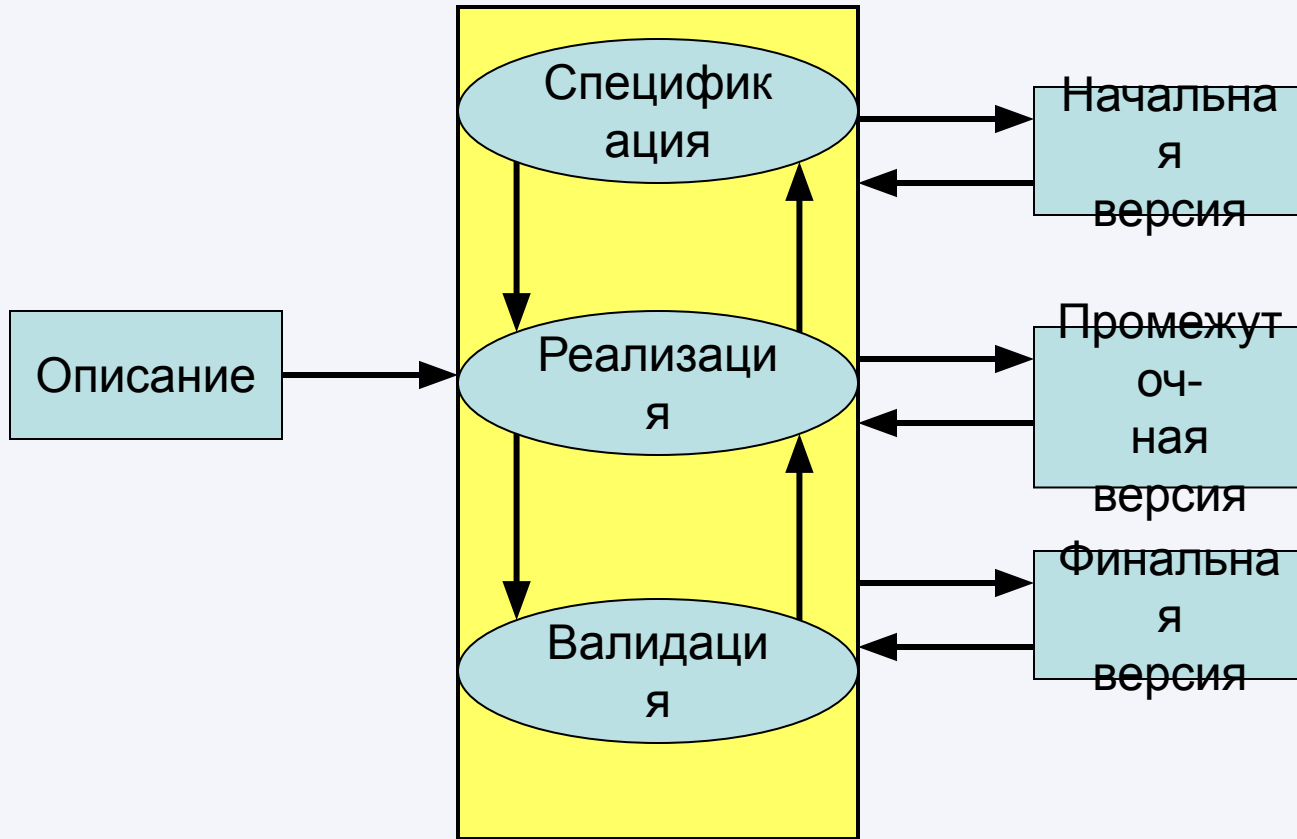 Описание
Специфик
ация
Реализаци
я
Валидаци
я
Начальна
я
версия
Промежут
оч-
ная
версия
Финальна
я
версия